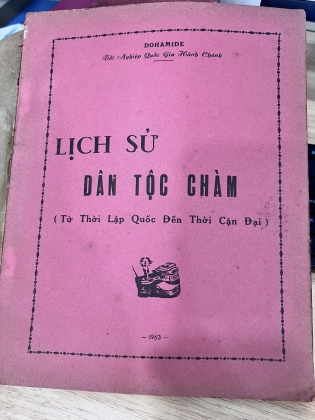 DOHAMIDE
Tốt Nghiệp Quốc Gia Hành Chánh
LỊCH SỬ
DÂN TỘC CHÀM
( Từ Thời Lập Quốc Đến Thời Cận Đại )
– 1963 –